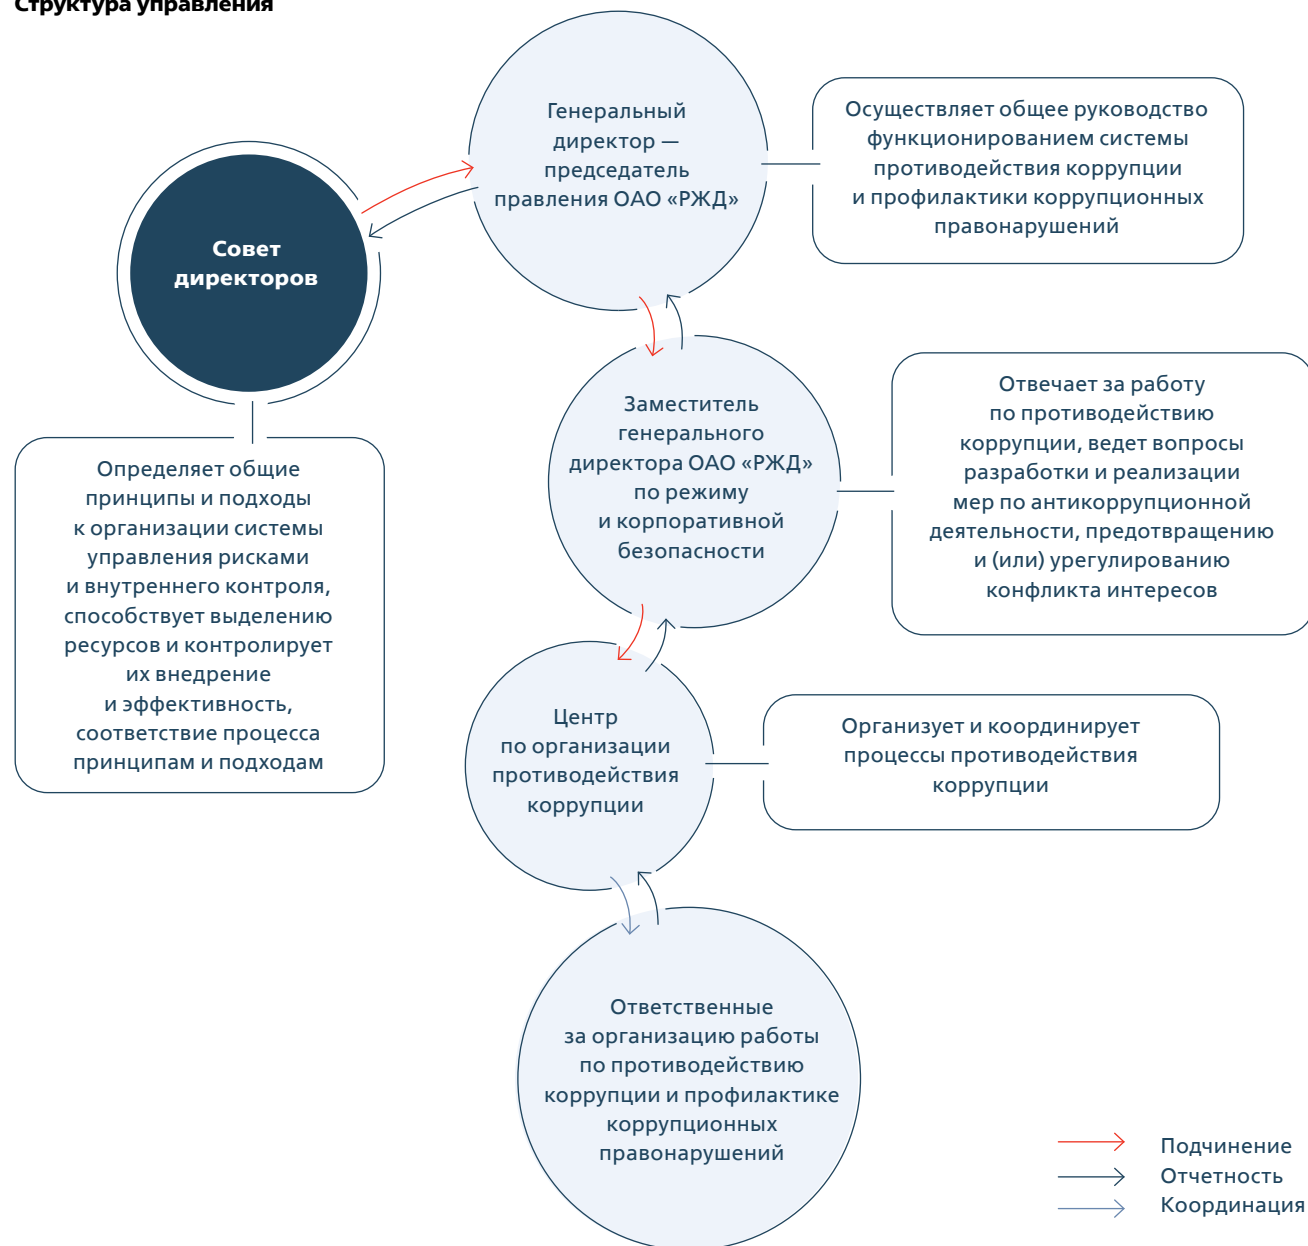 Структура управления
Генеральный
директор —
председатель
правления ОАО «РЖД»
Осуществляет общее руководство
функционированием системы
противодействия коррупции
и профилактики коррупционных
правонарушений
Совет
директоров
Определяет общие
принципы и подходы
к организации системы
управления рисками
и внутреннего контроля,
способствует выделению
ресурсов и контролирует
их внедрение
и эффективность,
соответствие процесса
принципам и подходам
Заместитель
генерального
директора ОАО «РЖД»
по режиму
и корпоративной
безопасности
Отвечает за работу
по противодействию
коррупции, ведет вопросы
разработки и реализации
мер по антикоррупционной
деятельности, предотвращению
и (или) урегулированию
конфликта интересов
Центр
по организации
противодействия
коррупции
Организует и координирует
процессы противодействия
коррупции
Ответственные
за организацию работы
по противодействию
коррупции и профилактике
коррупционных
правонарушений
Подчинение
Отчетность
Координация